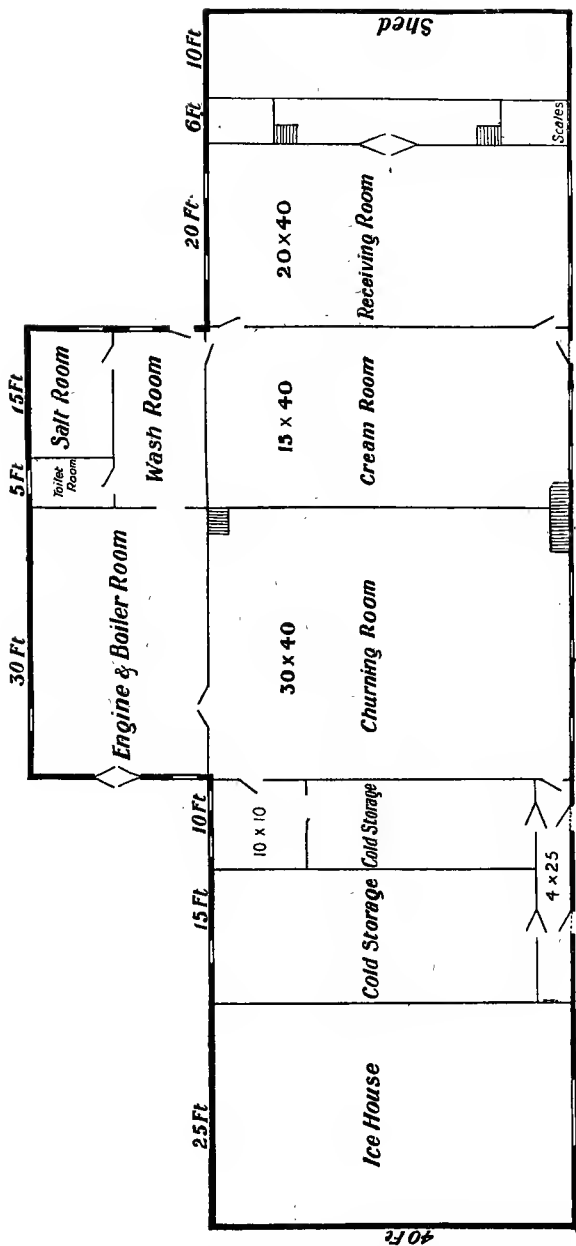 10Ft
Shed
6Ft
Scales
20 Ft.
20 x 40
Receiving Room
15Ft
Salt Room
Wash Room
15 x 40
Cream Room
5Ft
Toilet
Room
30Ft
Engine & Boiler Room
30 x 40
Churning Room
10Ft
10 x 10
Cold Storage
4 x 25
15Ft
Cold Storage
25Ft
Ice House
40Ft